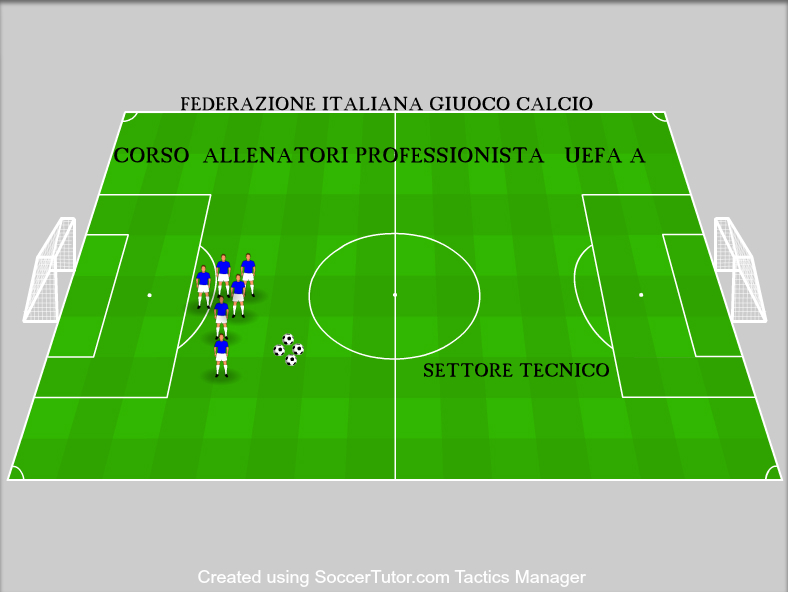 FEDERAZIONE ITALIANA GIUOCO CALCIO
CORSO ALLENATORI PROFESSIONISTA UEFA A
SETTORE TECNICO
Created using SoccerTutor.com Tactics Manager